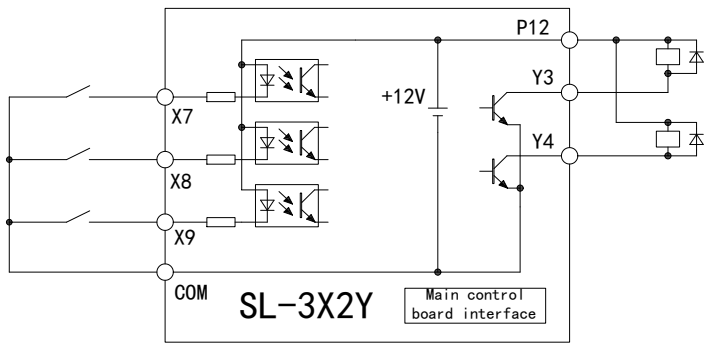 P12
X7
+12V
Y3
X8
Y4
X9
COM
SL-3X2Y
Main control
board interface